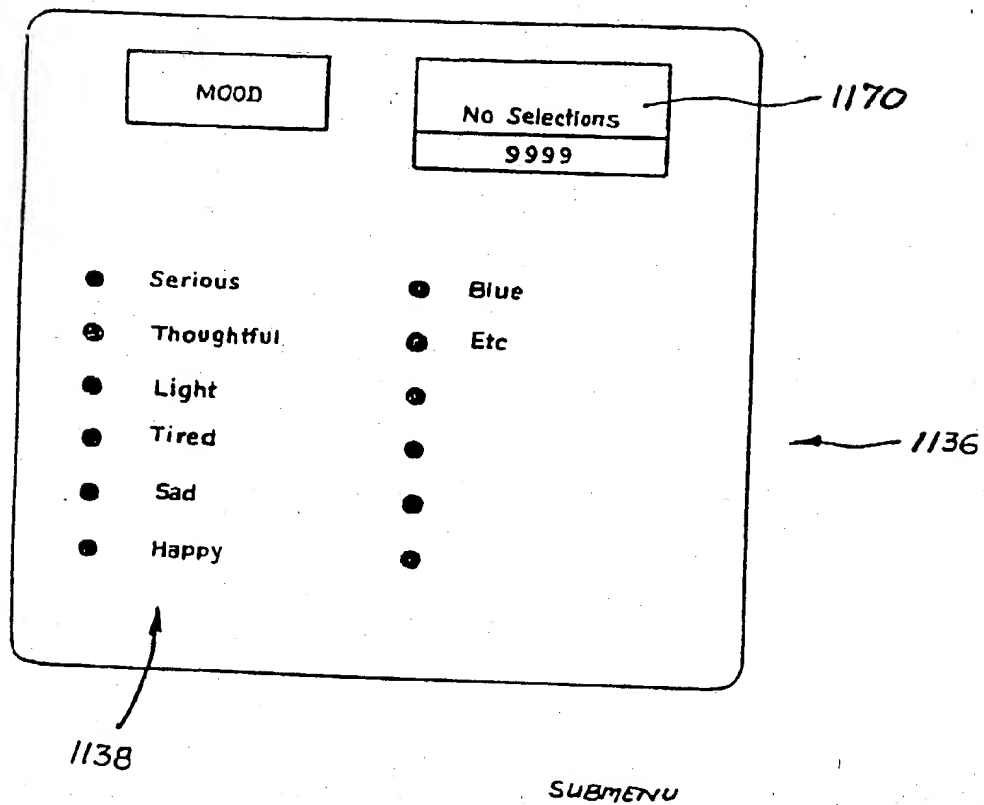 MOOD
No Selections
9999
1170
Serious
Thoughtful
Light
Tired
Sad
Happy
Blue
Etc
1136
1138
SUBMENU